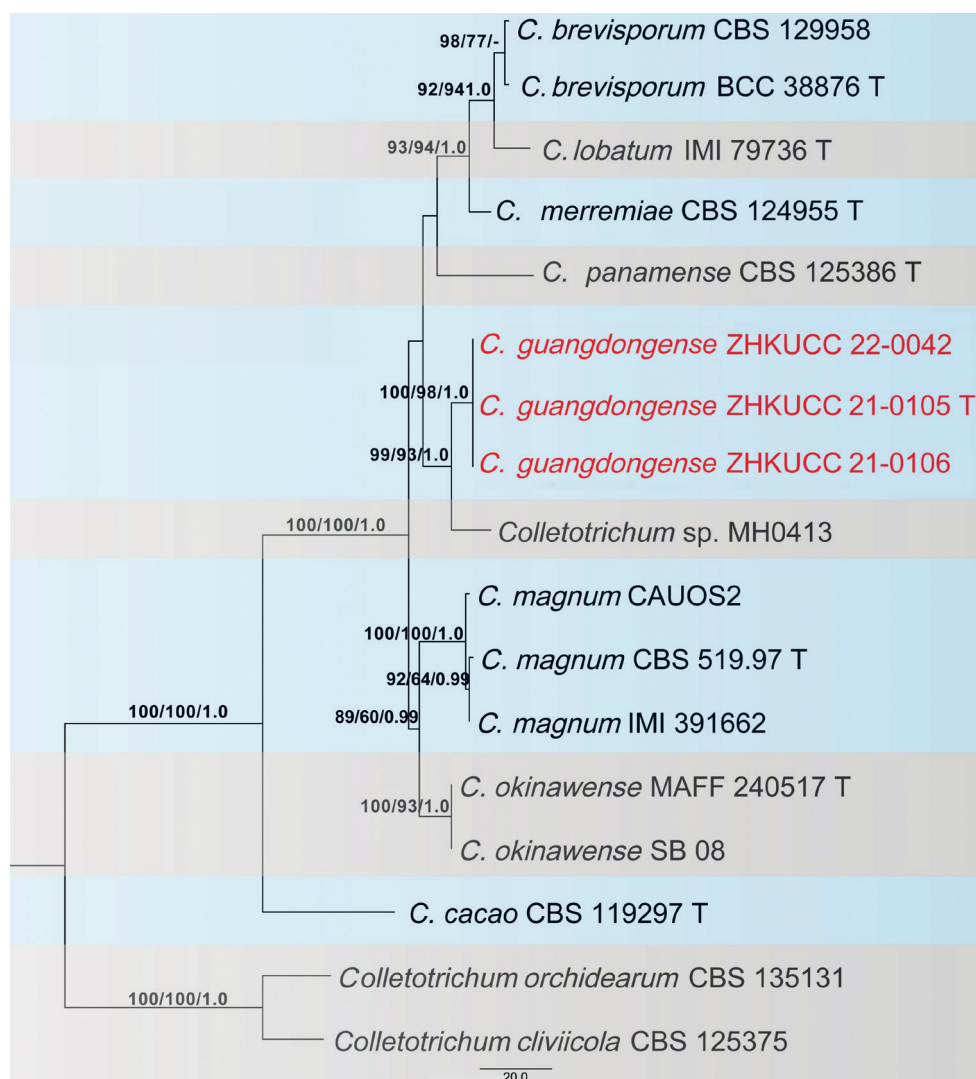 C. brevisporum CBS 129958
98/77/-
C. brevisporum BCC 38876 T
92/941.0
C. lobatum IMI 79736 T
93/94/1.0
C. merremiae CBS 124955 T
C. panamense CBS 125386 T
C. guangdongense ZHKUCC 22-0042
100/98/1.0
C. guangdongense ZHKUCC 21-0105 T
99/93/1.0
C. guangdongense ZHKUCC 21-0106
100/100/1.0
Colletotrichum sp. MH0413
C. magnum CAUOS2
100/100/1.0
C. magnum CBS 519.97 T
92/64/0.99
89/60/0.99
C. magnum IMI 391662
100/100/1.0
C. okinawense MAFF 240517 T
100/93/1.0
C. okinawense SB 08
C. cacao CBS 119297 T
Colletotrichum orchidearum CBS 135131
100/100/1.0
Colletotrichum cliviicola CBS 125375
20.0